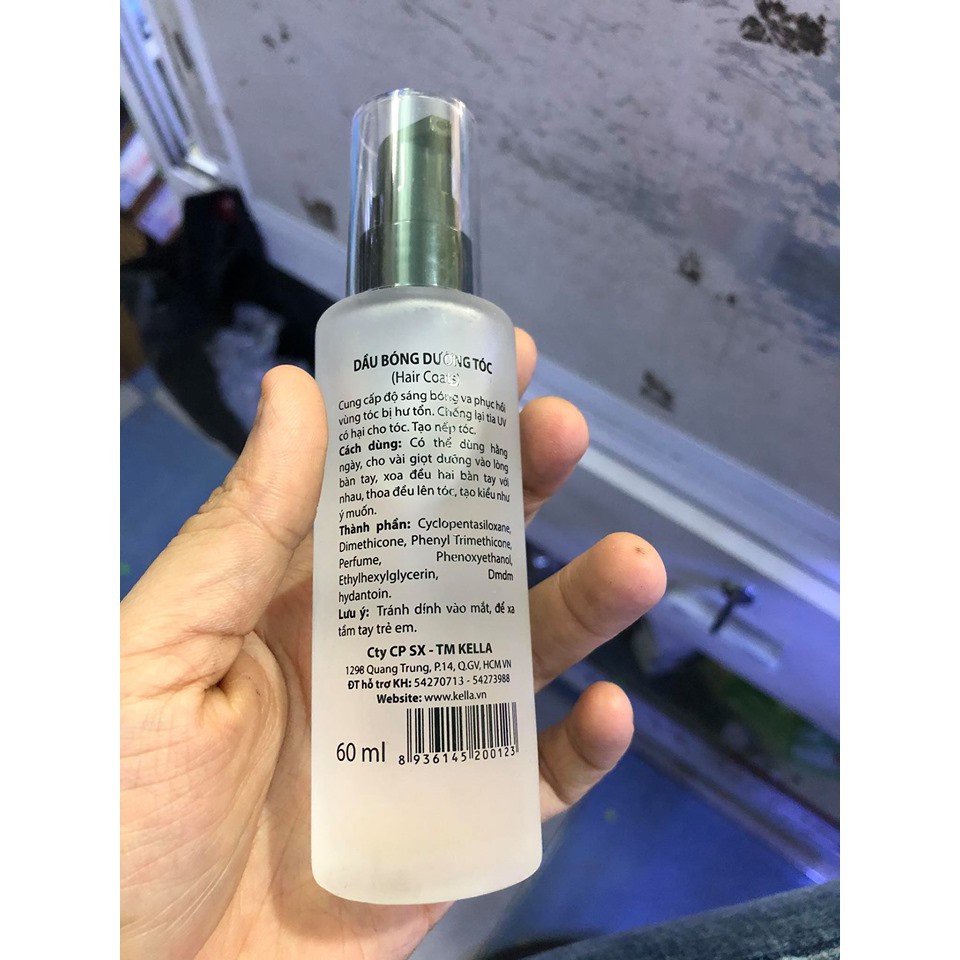 DẦU BÓNG DƯỠNG TÓC
(Hair Coats)
Cung cấp độ sáng bóng va phục hồi
vùng tóc bị hư tổn. Chống lại tia UV
có hại cho tóc. Tạo nếp tóc.
Cách dùng: Có thể dùng hằng
ngày, cho vài giọt dưỡng vào lòng
bàn tay, xoa đều hai bàn tay với
nhau, thoa đều lên tóc, tạo kiểu như
ý muốn.
Thành phần: Cyclopentasiloxane,
Dimethicone, Phenyl Trimethicone,
Perfume, Phenoxyethanol,
Ethylhexylglycerin, Dmdm
hydantoin.
Lưu ý: Tránh dính vào mắt, để xa
tầm tay trẻ em.
Cty CP SX - TM KELLA
1298 Quang Trung, P.14, Q.GV, HCM VN
ĐT hỗ trợ KH: 54270713 - 54273988
Website: www.kella.vn
60 ml 8 936145 200123